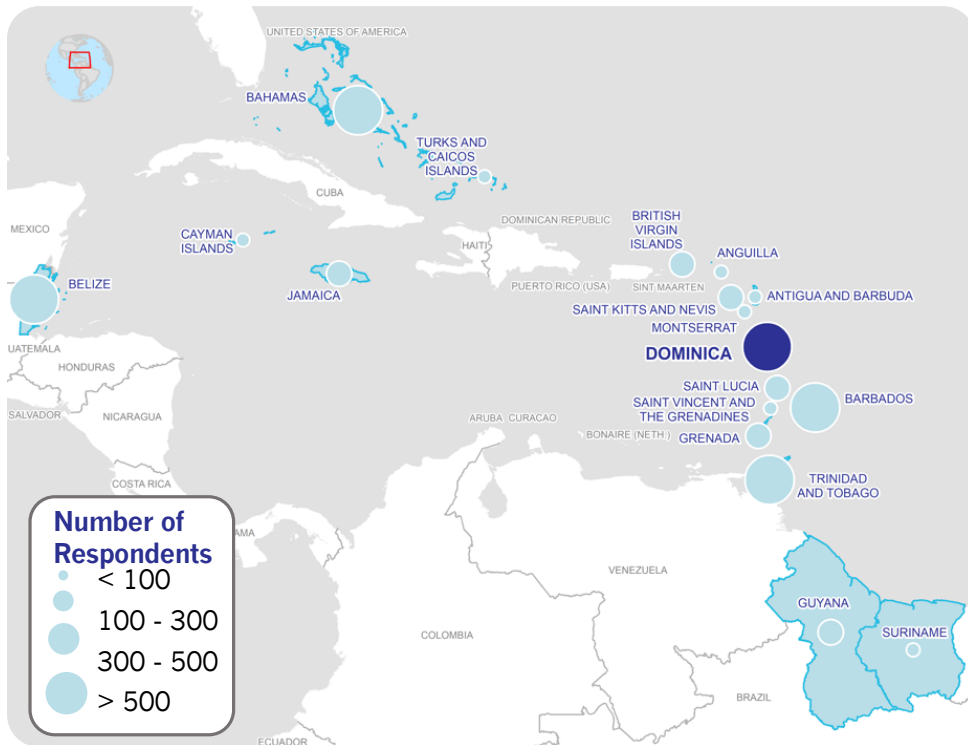 UNITED STATES OF AMERICA
BAHAMAS
TURKS AND
CAICOS
ISLANDS
CUBA
MEXICO
CAYMAN
ISLANDS
DOMINICAN REPUBLIC
HAITI
BRITISH
VIRGIN
ISLANDS
ANGUILLA
BELIZE
JAMAICA
PUERTO RICO (USA)
SINT MAARTEN
ANTIGUA AND BARBUDA
SAINT KITTS AND NEVIS
MONTSERRAT
UATEMALA
DOMINICA
HONDURAS
SAINT LUCIA
BARBADOS
SAINT VINCENT AND
THE GRENADINES
SALVADOR
NICARAGUA
ARUBA
CURACAO
BONAIRE (NETH.)
GRENADA
COSTA RICA
TRINIDAD
AND TOBAGO
AMA
VENEZUELA
GUYANA
SURINAME
COLOMBIA
BRAZIL
ECUADOR
Number of
Respondents
< 100
100 - 300
300 - 500
> 500